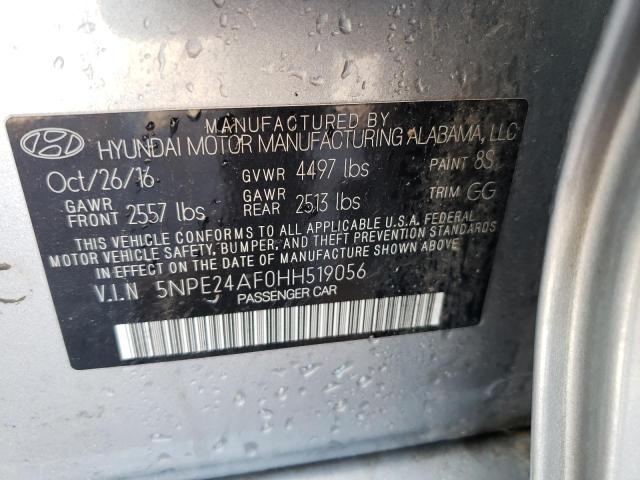 MANUFACTURED BY
HYUNDAI MOTOR MANUFACTURING ALABAMA, LLC
Oct/26/16 GVWR 4497 lbs PAINT 8S
GAWR FRONT 2557 lbs GAWR REAR 2513 lbs TRIM GG
THIS VEHICLE CONFORMS TO ALL APPLICABLE U.S.A. FEDERAL
MOTOR VEHICLE SAFETY, BUMPER, AND THEFT PREVENTION STANDARDS
IN EFFECT ON THE DATE OF MANUFACTURE SHOWN ABOVE.
V.I.N 5NPE24AF0HH519056
PASSENGER CAR